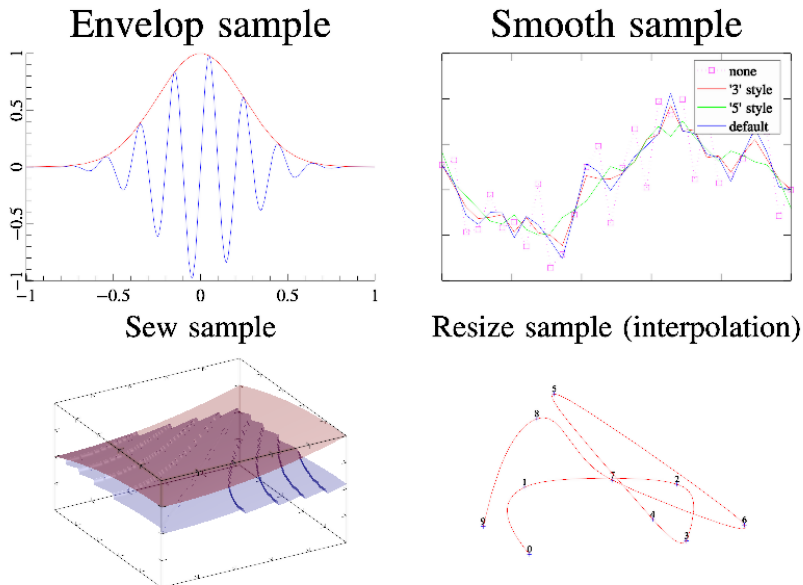 Envelop sample
Smooth sample
1
0.5
0
−0.5
−1
−1
−0.5
0
0.5
1
none
'3' style
'5' style
default
Sew sample
Resize sample (interpolation)
5
8
7
1
2
4
6
9
3
0